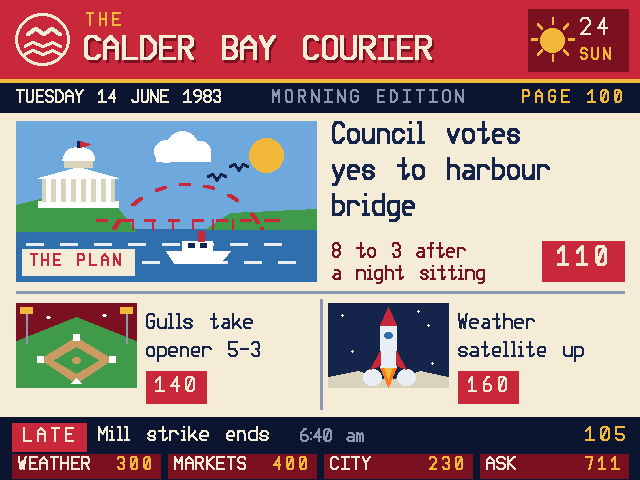 THE
CALDER BAY COURIER
24
SUN
TUESDAY 14 JUNE 1983 MORNING EDITION PAGE 100
Council votes
yes to harbour
bridge
8 to 3 after
a night sitting
110
THE PLAN
Gulls take
opener 5-3
140
Weather
satellite up
160
LATE Mill strike ends 6:40 am 105
WEATHER 300 MARKETS 400 CITY 230 ASK 711